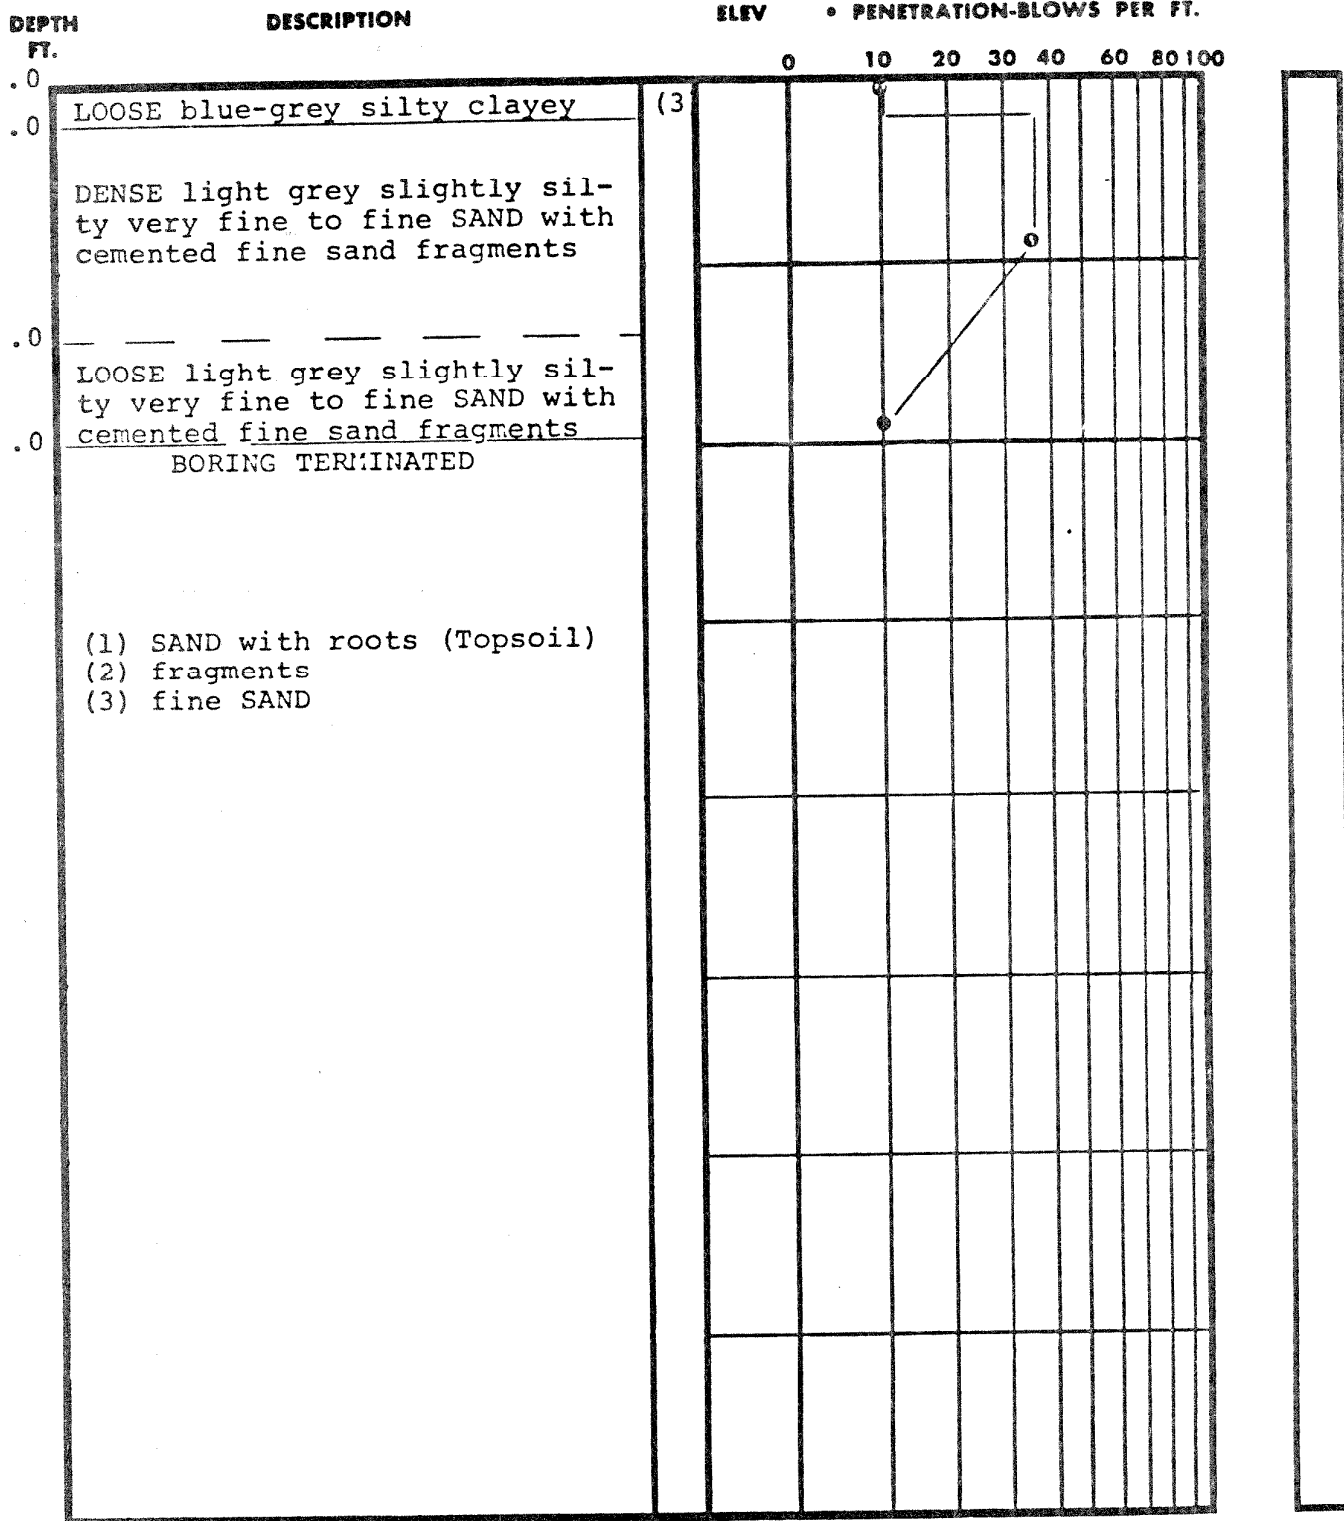 DEPTH FT.
DESCRIPTION
ELEV
• PENETRATION-BLOWS PER FT.
0 10 20 30 40 60 80 100
.0
LOOSE blue-grey silty clayey
(3
.0
DENSE light grey slightly sil-
ty very fine to fine SAND with
cemented fine sand fragments
.0
LOOSE light grey slightly sil-
ty very fine to fine SAND with
cemented fine sand fragments
.0
BORING TERMINATED
(1) SAND with roots (Topsoil)
(2) fragments
(3) fine SAND